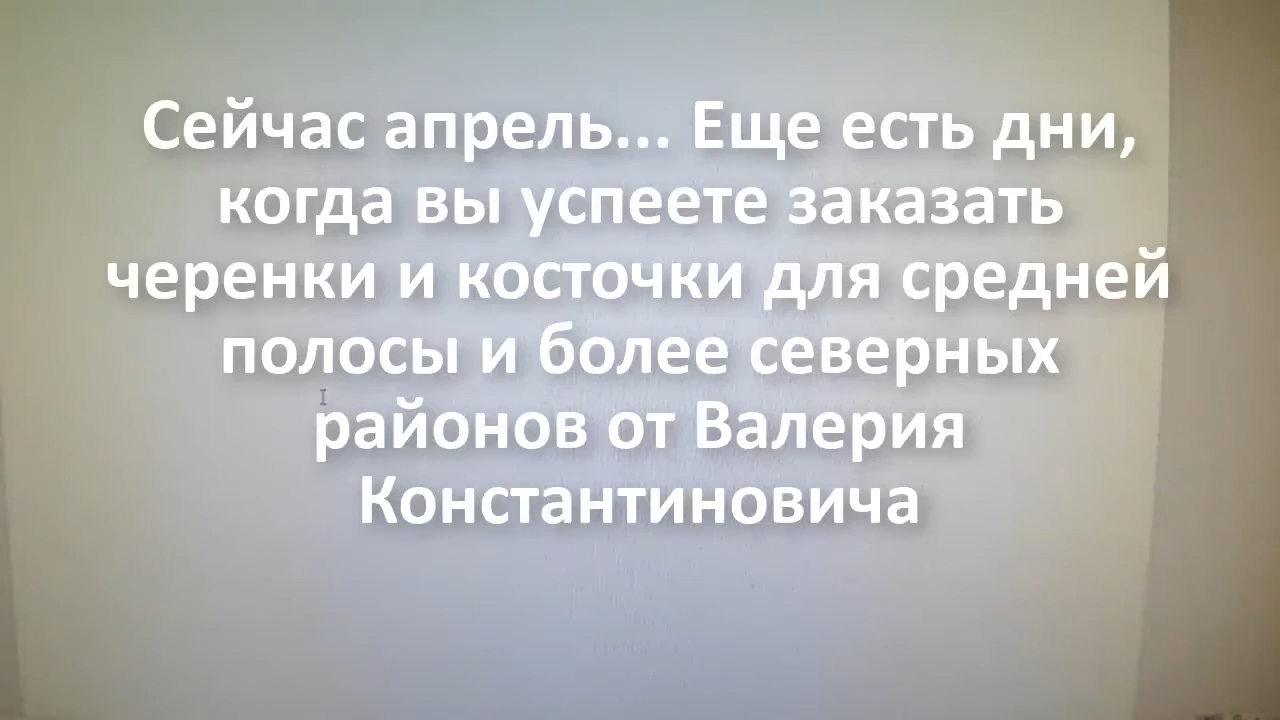 Сейчас апрель... Еще есть дни,
когда вы успеете заказать
черенки и косточки для средней
полосы и более северных
районов от Валерия
Константиновича